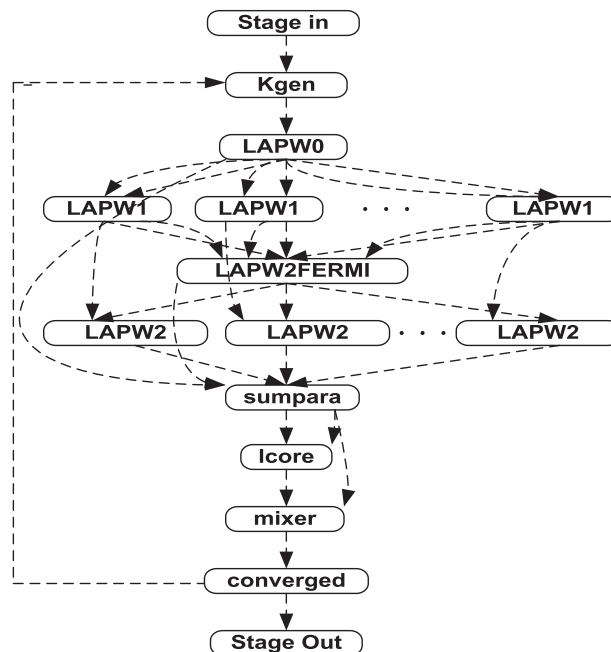 Stage in
Kgen
LAPW0
LAPW1 LAPW1 . . . LAPW1
LAPW2FERMI
LAPW2 LAPW2 . . . LAPW2
sumpara
lcore
mixer
converged
Stage Out